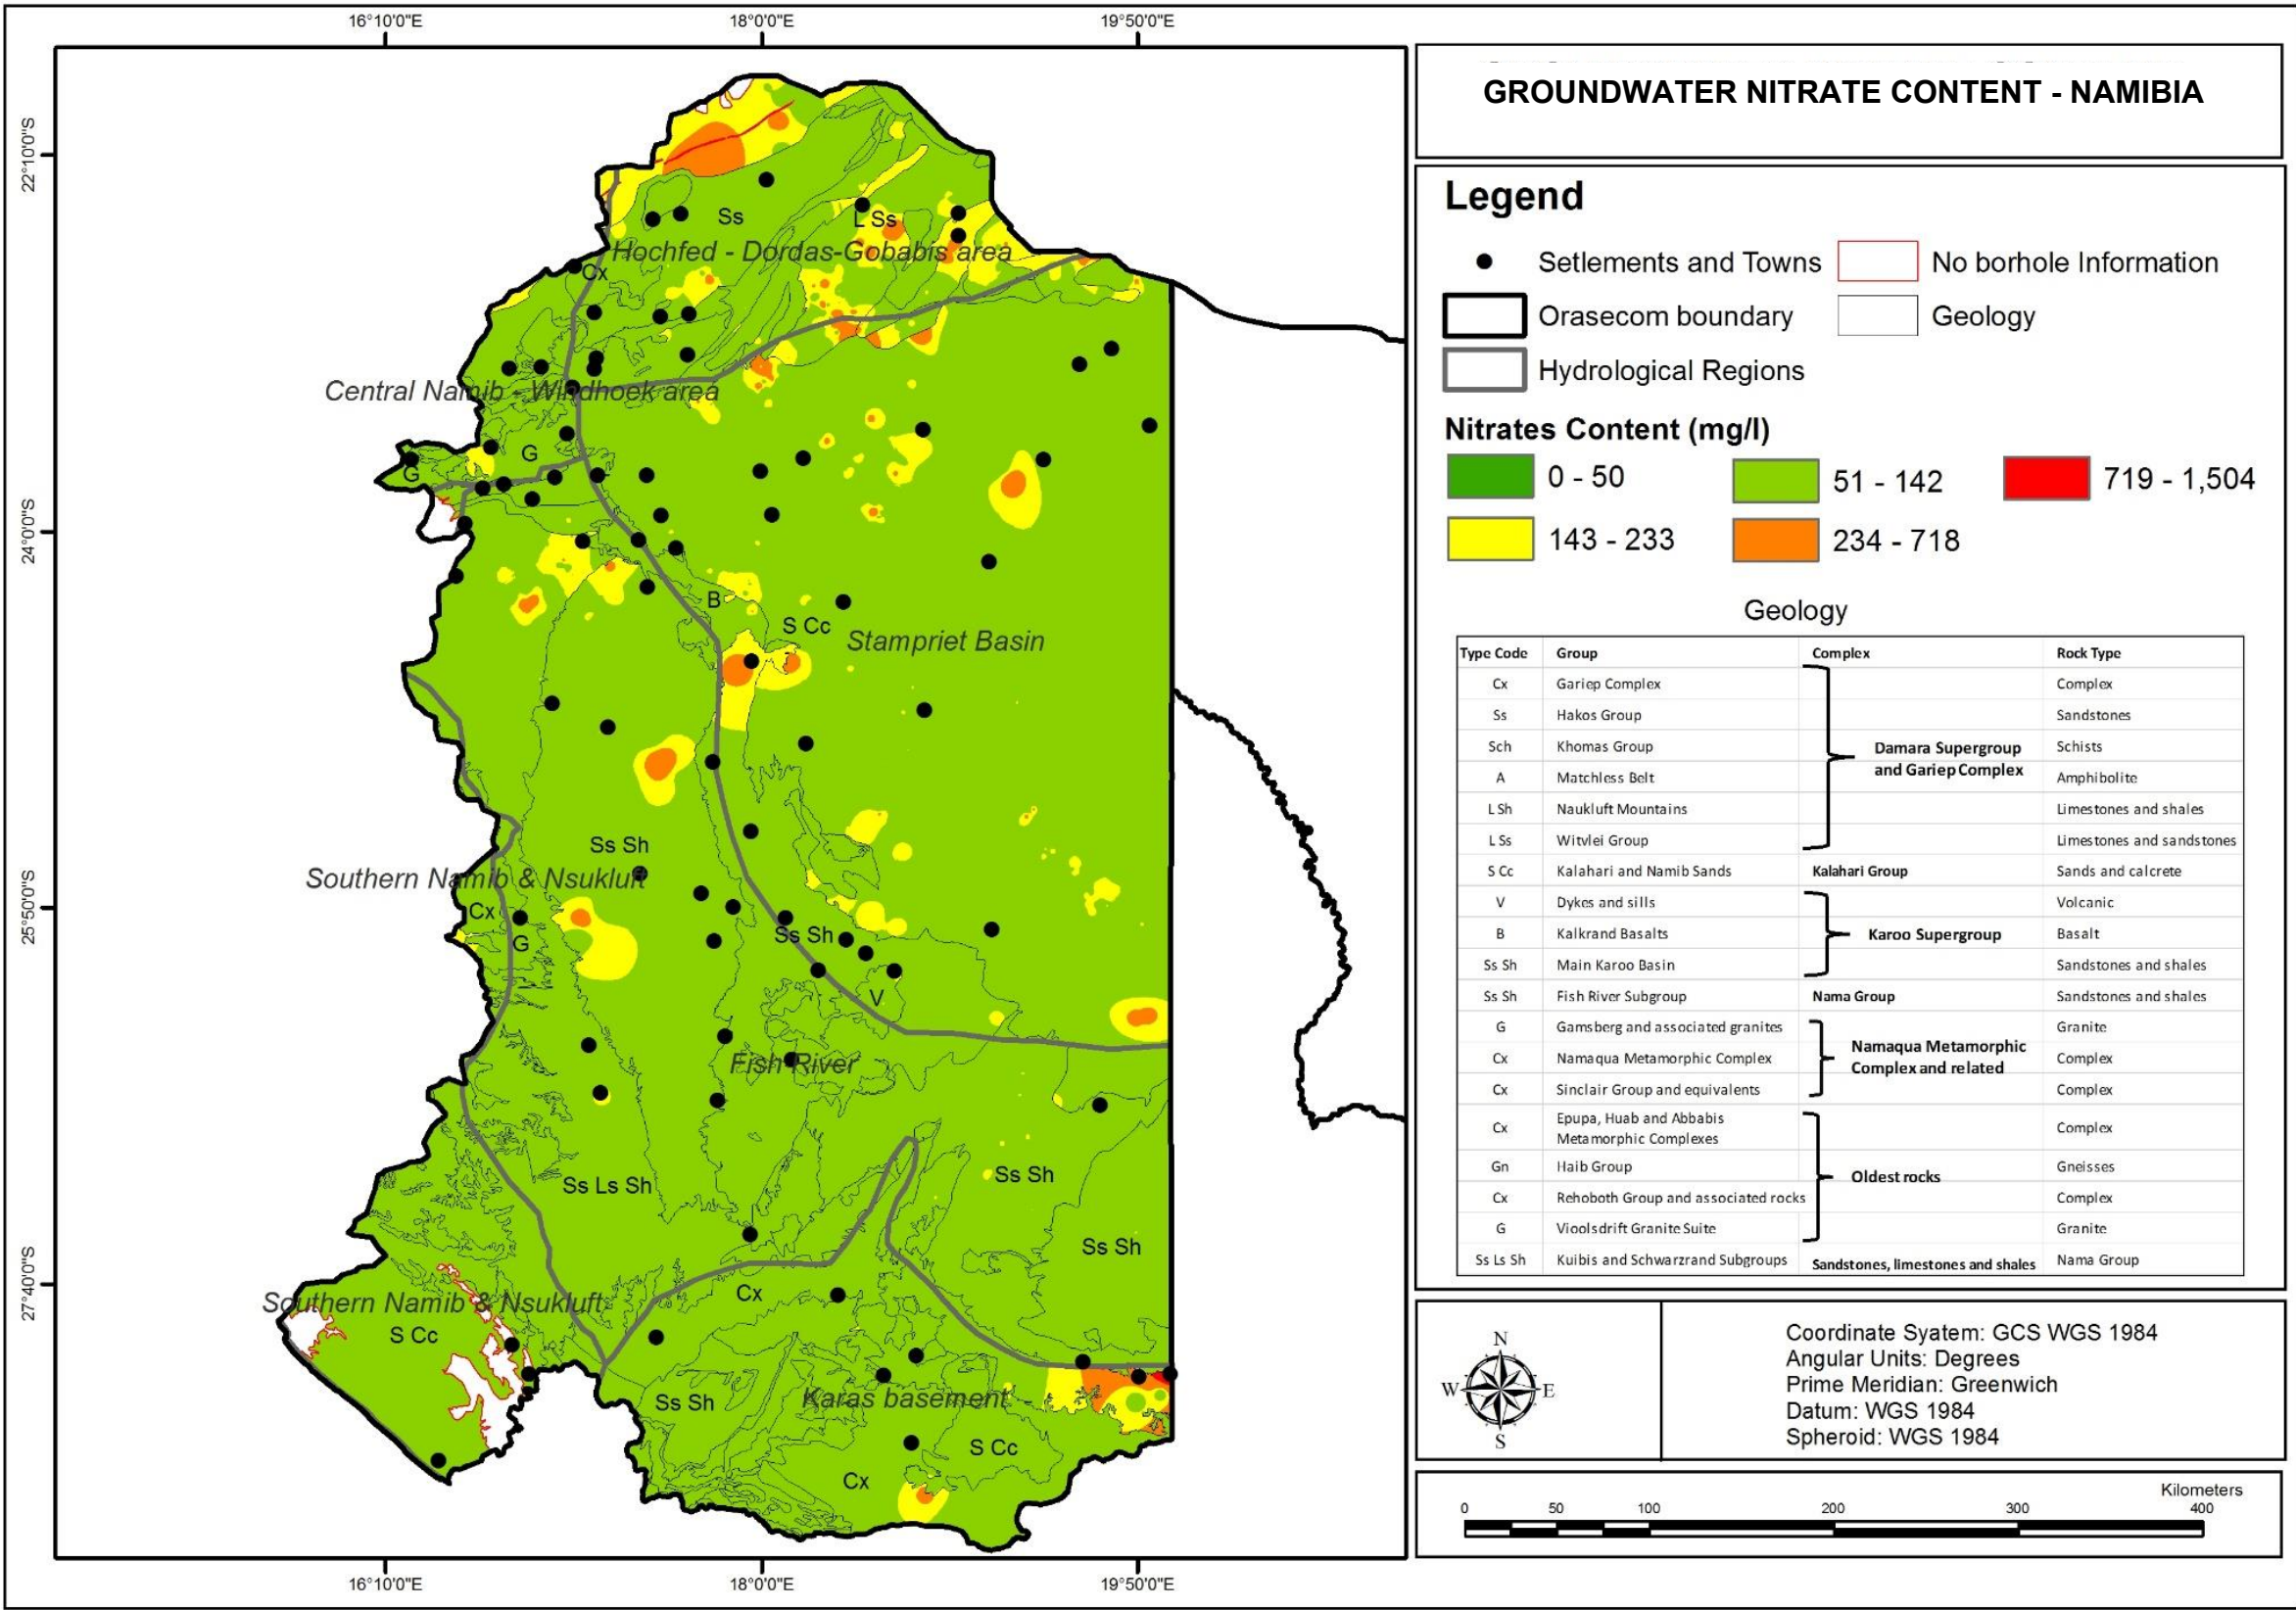 16°10'0"E 18°0'0"E 19°50'0"E
22°10'0"S
24°0'0"S
25°50'0"S
27°40'0"S
Ss
L Ss
Hochfed - Dordas-Gobabis area
Cx
Central Namib - Windhoek area
G
G
B
S Cc
Stampriet Basin
Ss Sh
Southern Namib & Nsukluft
Cx
G
Ss Sh
V
Fish River
Ss Ls Sh
Ss Sh
Ss Sh
Cx
Southern Namib & Nsukluft
S Cc
Ss Sh
Karas basement
S Cc
Cx
16°10'0"E 18°0'0"E 19°50'0"E
GROUNDWATER NITRATE CONTENT - NAMIBIA
Legend
Setlements and Towns No borhole Information
Orasecom boundary Geology
Hydrological Regions
Nitrates Content (mg/l)
0 - 50 51 - 142 719 - 1,504
143 - 233 234 - 718
Geology
Type Code Group Complex Rock Type
Cx Gariep Complex Complex
Ss Hakos Group Sandstones
Sch Khomas Group Schists
Damara Supergroup
and Gariep Complex
A Matchless Belt Amphibolite
L Sh Naukluft Mountains Limestones and shales
L Ss Witvlei Group Limestones and sandstones
S Cc Kalahari and Namib Sands Kalahari Group Sands and calcrete
V Dykes and sills Volcanic
B Kalkrand Basalts Karoo Supergroup Basalt
Ss Sh Main Karoo Basin Sandstones and shales
Ss Sh Fish River Subgroup Nama Group Sandstones and shales
G Gamsberg and associated granites Granite
Cx Namaqua Metamorphic Complex Complex
Namaqua Metamorphic
Complex and related
Cx Sinclair Group and equivalents Complex
Cx Epupa, Huab and Abbabis
Metamorphic Complexes Complex
Gn Haib Group Gneisses
Oldest rocks
Cx Rehoboth Group and associated rocks Complex
G Vioolsdrift Granite Suite Granite
Ss Ls Sh Kuibis and Schwarzrand Subgroups Sandstones, limestones and shales Nama Group
N
W E
S
Coordinate Syatem: GCS WGS 1984
Angular Units: Degrees
Prime Meridian: Greenwich
Datum: WGS 1984
Spheroid: WGS 1984
Kilometers
0 50 100 200 300 400